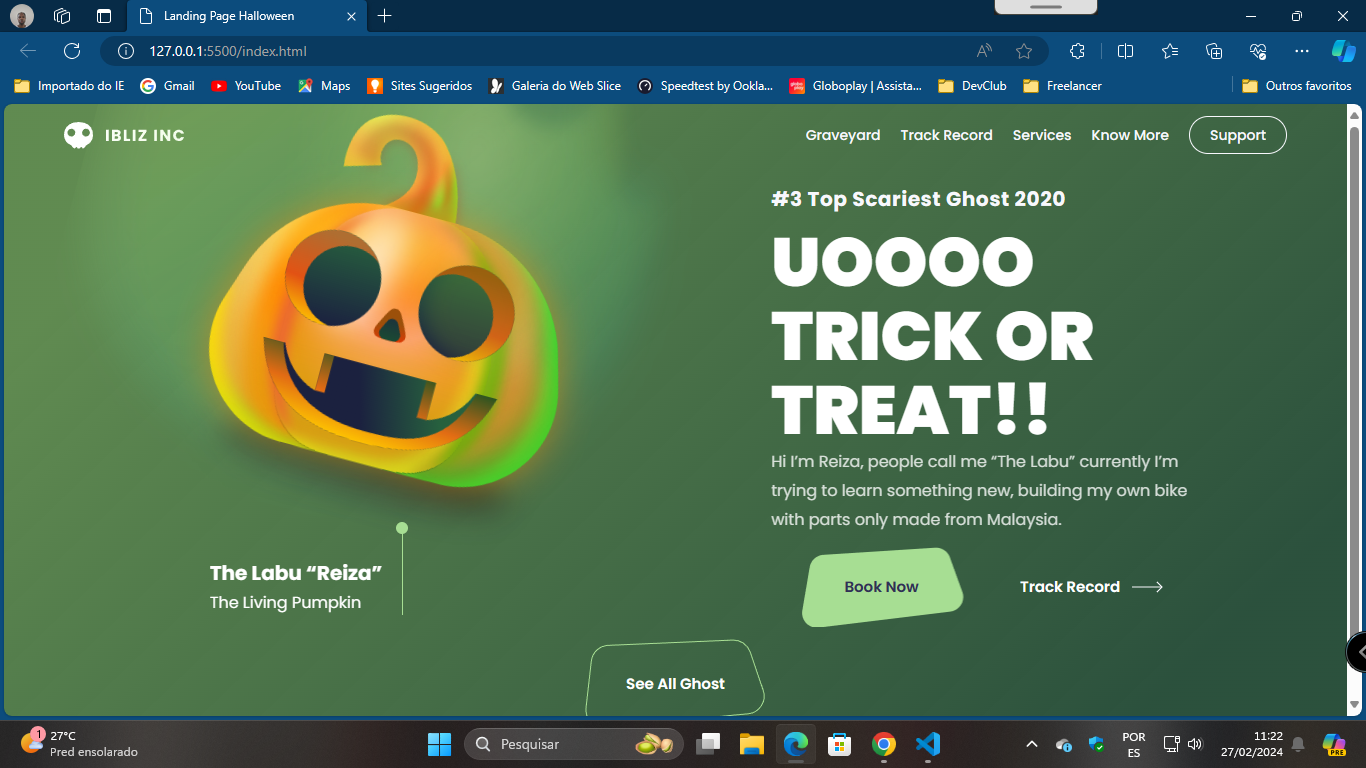 Landing Page Halloween
127.0.0.1:5500/index.html
Importado do IE
Gmail
YouTube
Maps
Sites Sugeridos
Galeria do Web Slice
Speedtest by Ookla...
Globoplay | Assista...
DevClub
Freelancer
Outros favoritos
IBLIZ INC
Graveyard
Track Record
Services
Know More
Support
#3 Top Scariest Ghost 2020
UOOOO
TRICK OR
TREAT!!
Hi I’m Reiza, people call me “The Labu” currently I’m
trying to learn something new, building my own bike
with parts only made from Malaysia.
Book Now
Track Record
The Labu “Reiza”
The Living Pumpkin
See All Ghost
1
27°C
Pred ensolarado
Pesquisar
POR
ES
11:22
27/02/2024
PRE